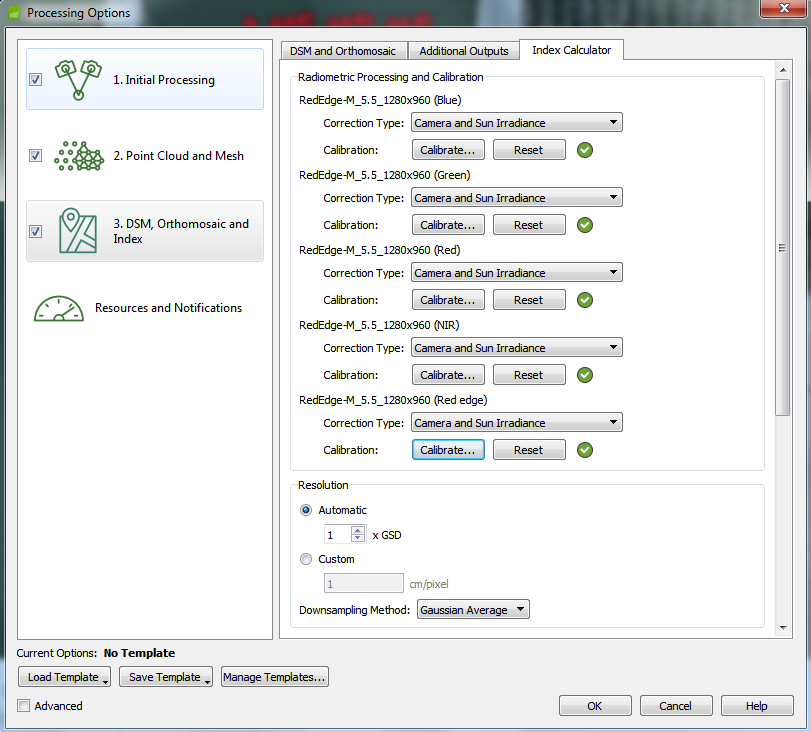 Processing Options
1. Initial Processing
2. Point Cloud and Mesh
3. DSM, Orthomosaic and
Index
Resources and Notifications
DSM and Orthomosaic
Additional Outputs
Index Calculator
Radiometric Processing and Calibration
RedEdge-M_5.5_1280x960 (Blue)
Correction Type: Camera and Sun Irradiance
Calibration: Calibrate... Reset
RedEdge-M_5.5_1280x960 (Green)
Correction Type: Camera and Sun Irradiance
Calibration: Calibrate... Reset
RedEdge-M_5.5_1280x960 (Red)
Correction Type: Camera and Sun Irradiance
Calibration: Calibrate... Reset
RedEdge-M_5.5_1280x960 (NIR)
Correction Type: Camera and Sun Irradiance
Calibration: Calibrate... Reset
RedEdge-M_5.5_1280x960 (Red edge)
Correction Type: Camera and Sun Irradiance
Calibration: Calibrate... Reset
Resolution
Automatic
1 x GSD
Custom
1 cm/pixel
Downsampling Method: Gaussian Average
Current Options: No Template
Load Template Save Template Manage Templates...
Advanced
OK Cancel Help